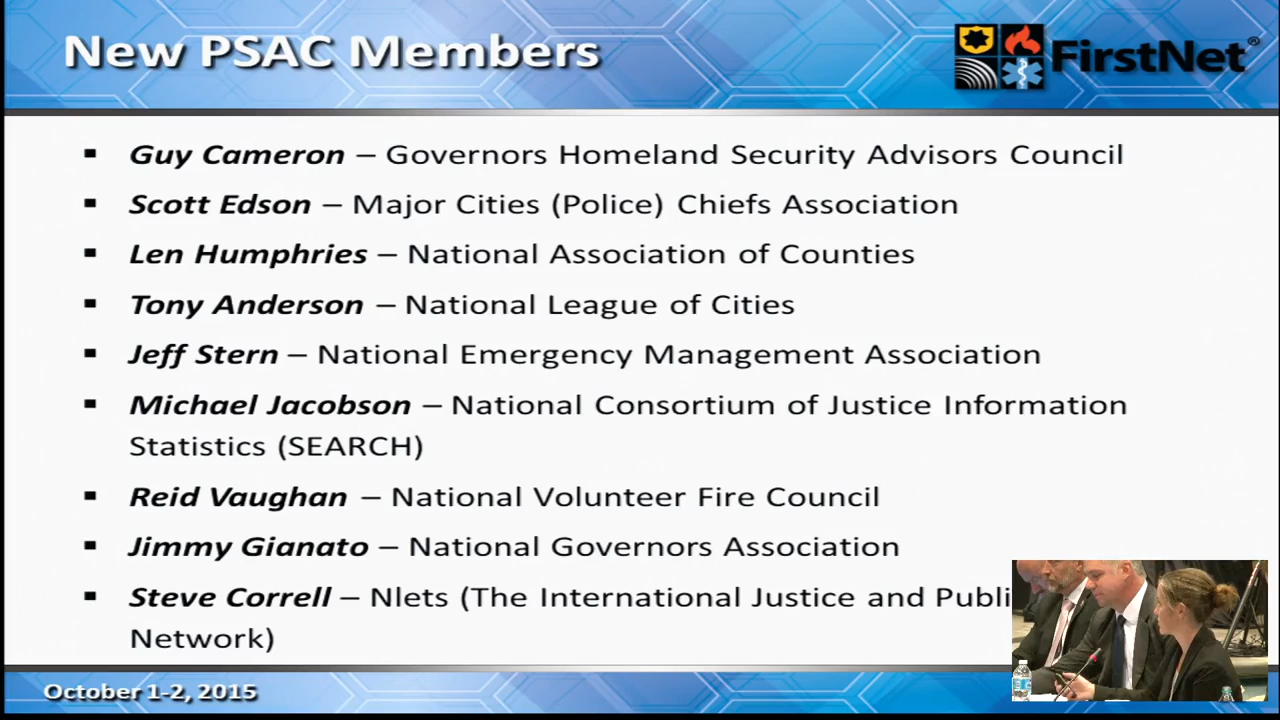 New PSAC Members
FirstNet®
▪ Guy Cameron – Governors Homeland Security Advisors Council
▪ Scott Edson – Major Cities (Police) Chiefs Association
▪ Len Humphries – National Association of Counties
▪ Tony Anderson – National League of Cities
▪ Jeff Stern – National Emergency Management Association
▪ Michael Jacobson – National Consortium of Justice Information
Statistics (SEARCH)
▪ Reid Vaughan – National Volunteer Fire Council
▪ Jimmy Gianato – National Governors Association
▪ Steve Correll – Nlets (The International Justice and Publi
Network)
October 1-2, 2015